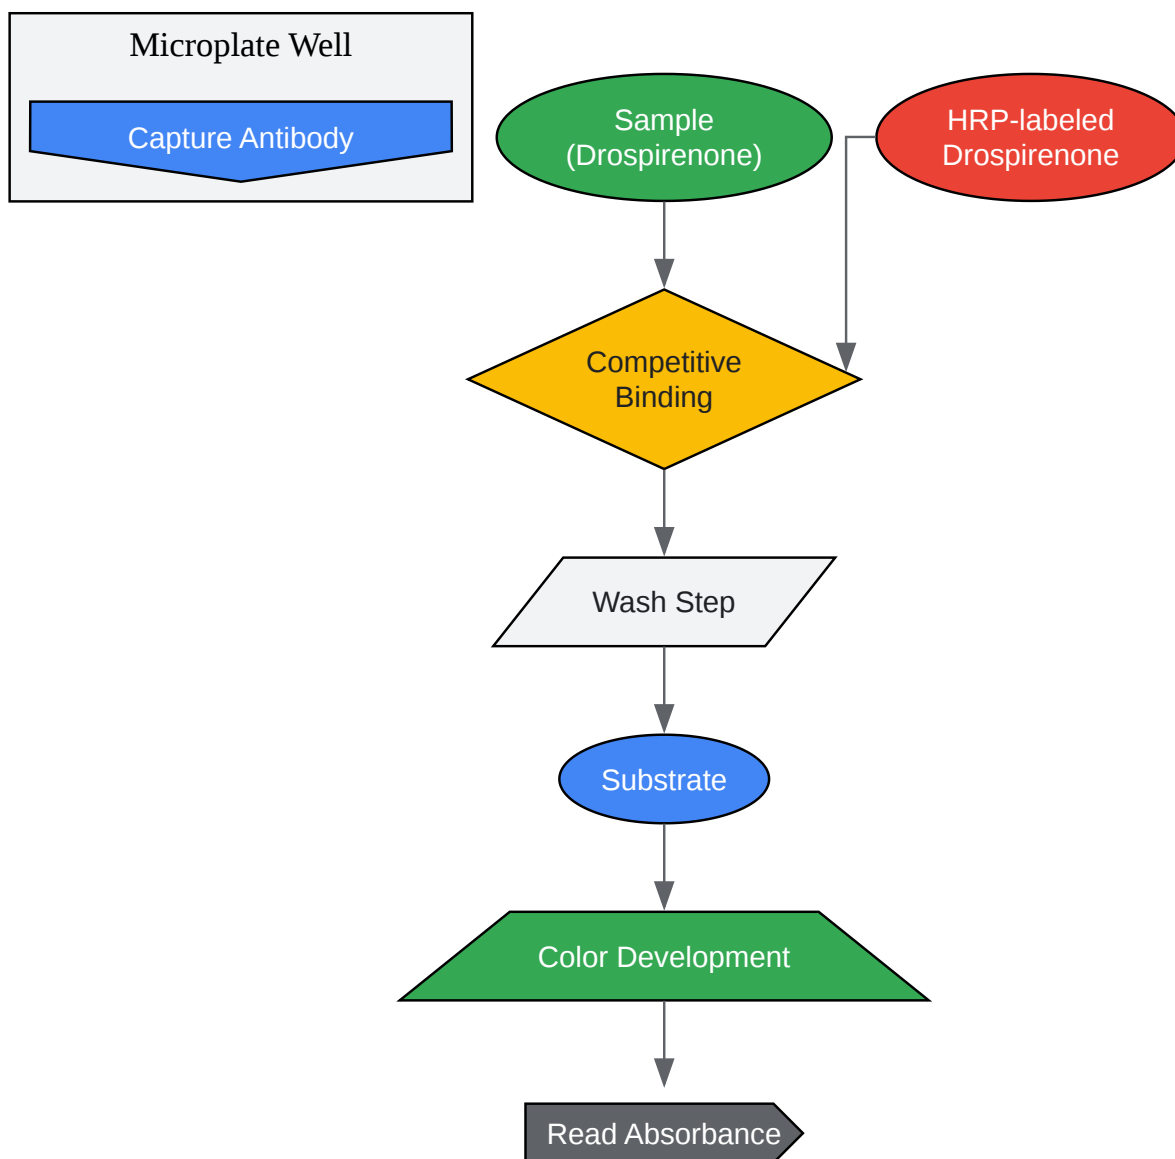 Microplate Well
Capture Antibody
Sample
(Drospirenone)
HRP-labeled
Drospirenone
Competitive
Binding
Wash Step
Substrate
Color Development
Read Absorbance